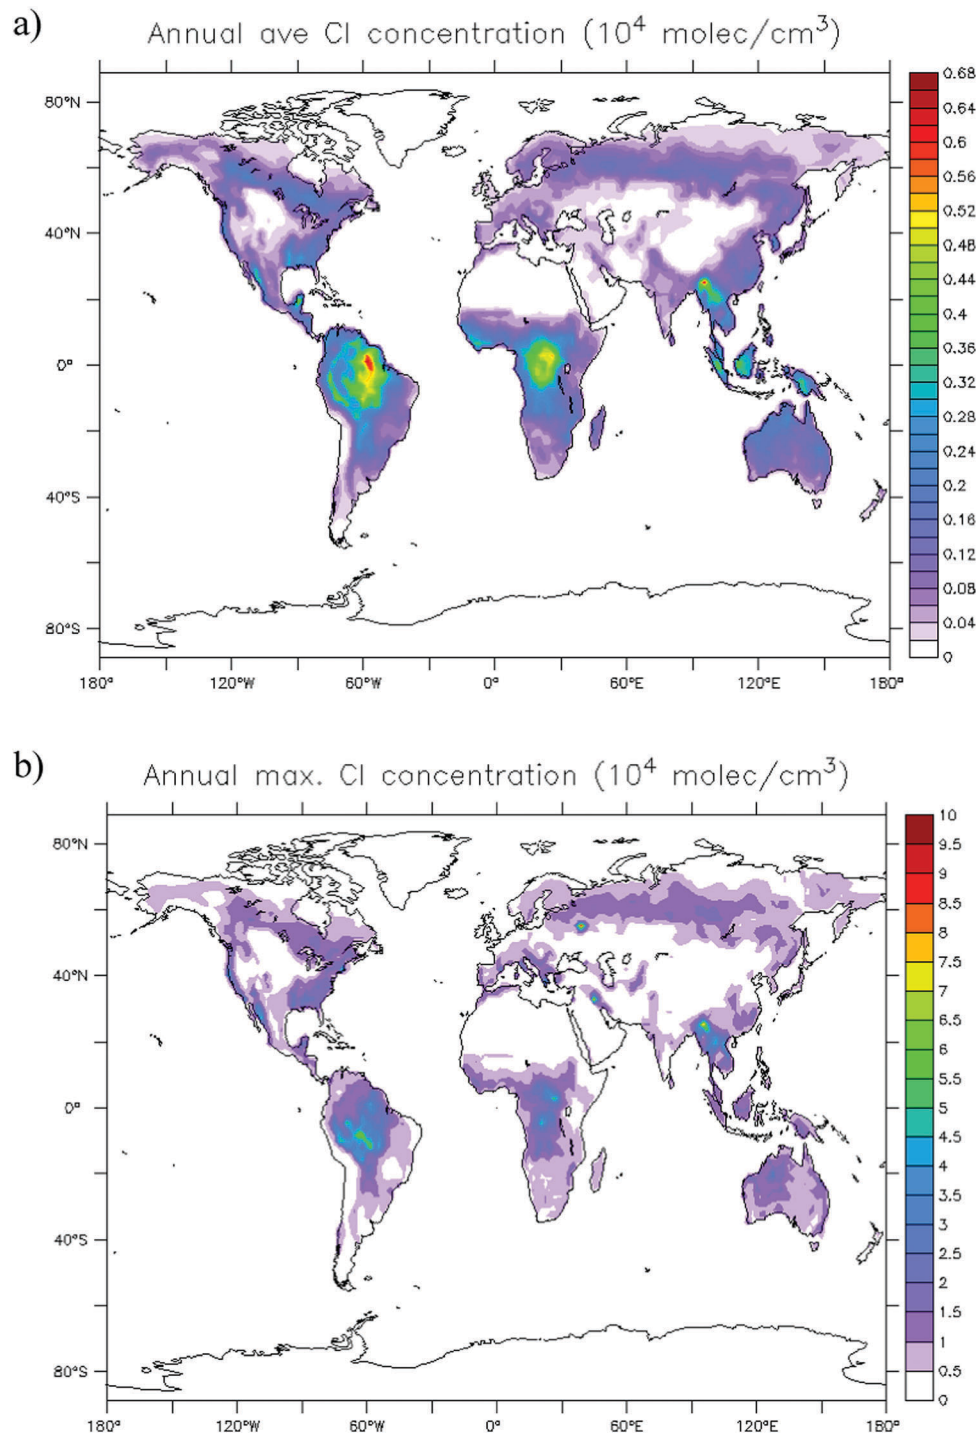 a)
Annual ave CI concentration (10⁴ molec/cm³)
80°N
40°N
0°
40°S
80°S
180°
120°W
60°W
0°
60°E
120°E
180°
0.68
0.64
0.6
0.56
0.52
0.48
0.44
0.4
0.36
0.32
0.28
0.24
0.2
0.16
0.12
0.08
0.04
0
b)
Annual max. CI concentration (10⁴ molec/cm³)
80°N
40°N
0°
40°S
80°S
180°
120°W
60°W
0°
60°E
120°E
180°
10
9.5
9
8.5
8
7.5
7
6.5
6
5.5
5
4.5
4
3.5
3
2.5
2
1.5
1
0.5
0